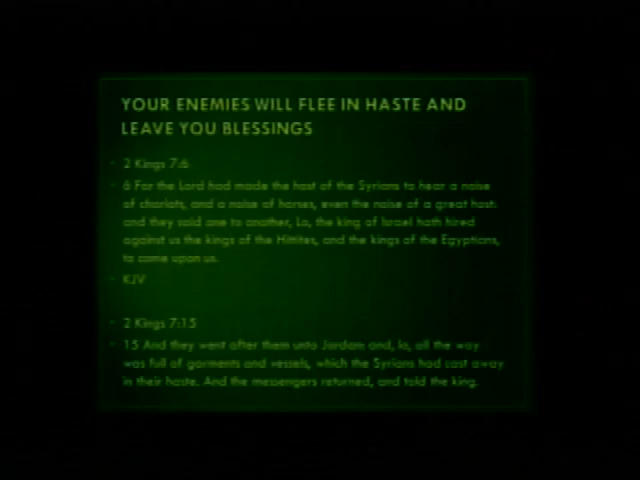 YOUR ENEMIES WILL FLEE IN HASTE AND
LEAVE YOU BLESSINGS
2 Kings 7:6
6 For the Lord had made the host of the Syrians to hear a noise
of chariots, and a noise of horses, even the noise of a great host:
and they said one to another, Lo, the king of Israel hath hired
against us the kings of the Hittites, and the kings of the Egyptians,
to come upon us.
KJV
2 Kings 7:15
15 And they went after them unto Jordan: and, lo, all the way
was full of garments and vessels, which the Syrians had cast away
in their haste. And the messengers returned, and told the king.